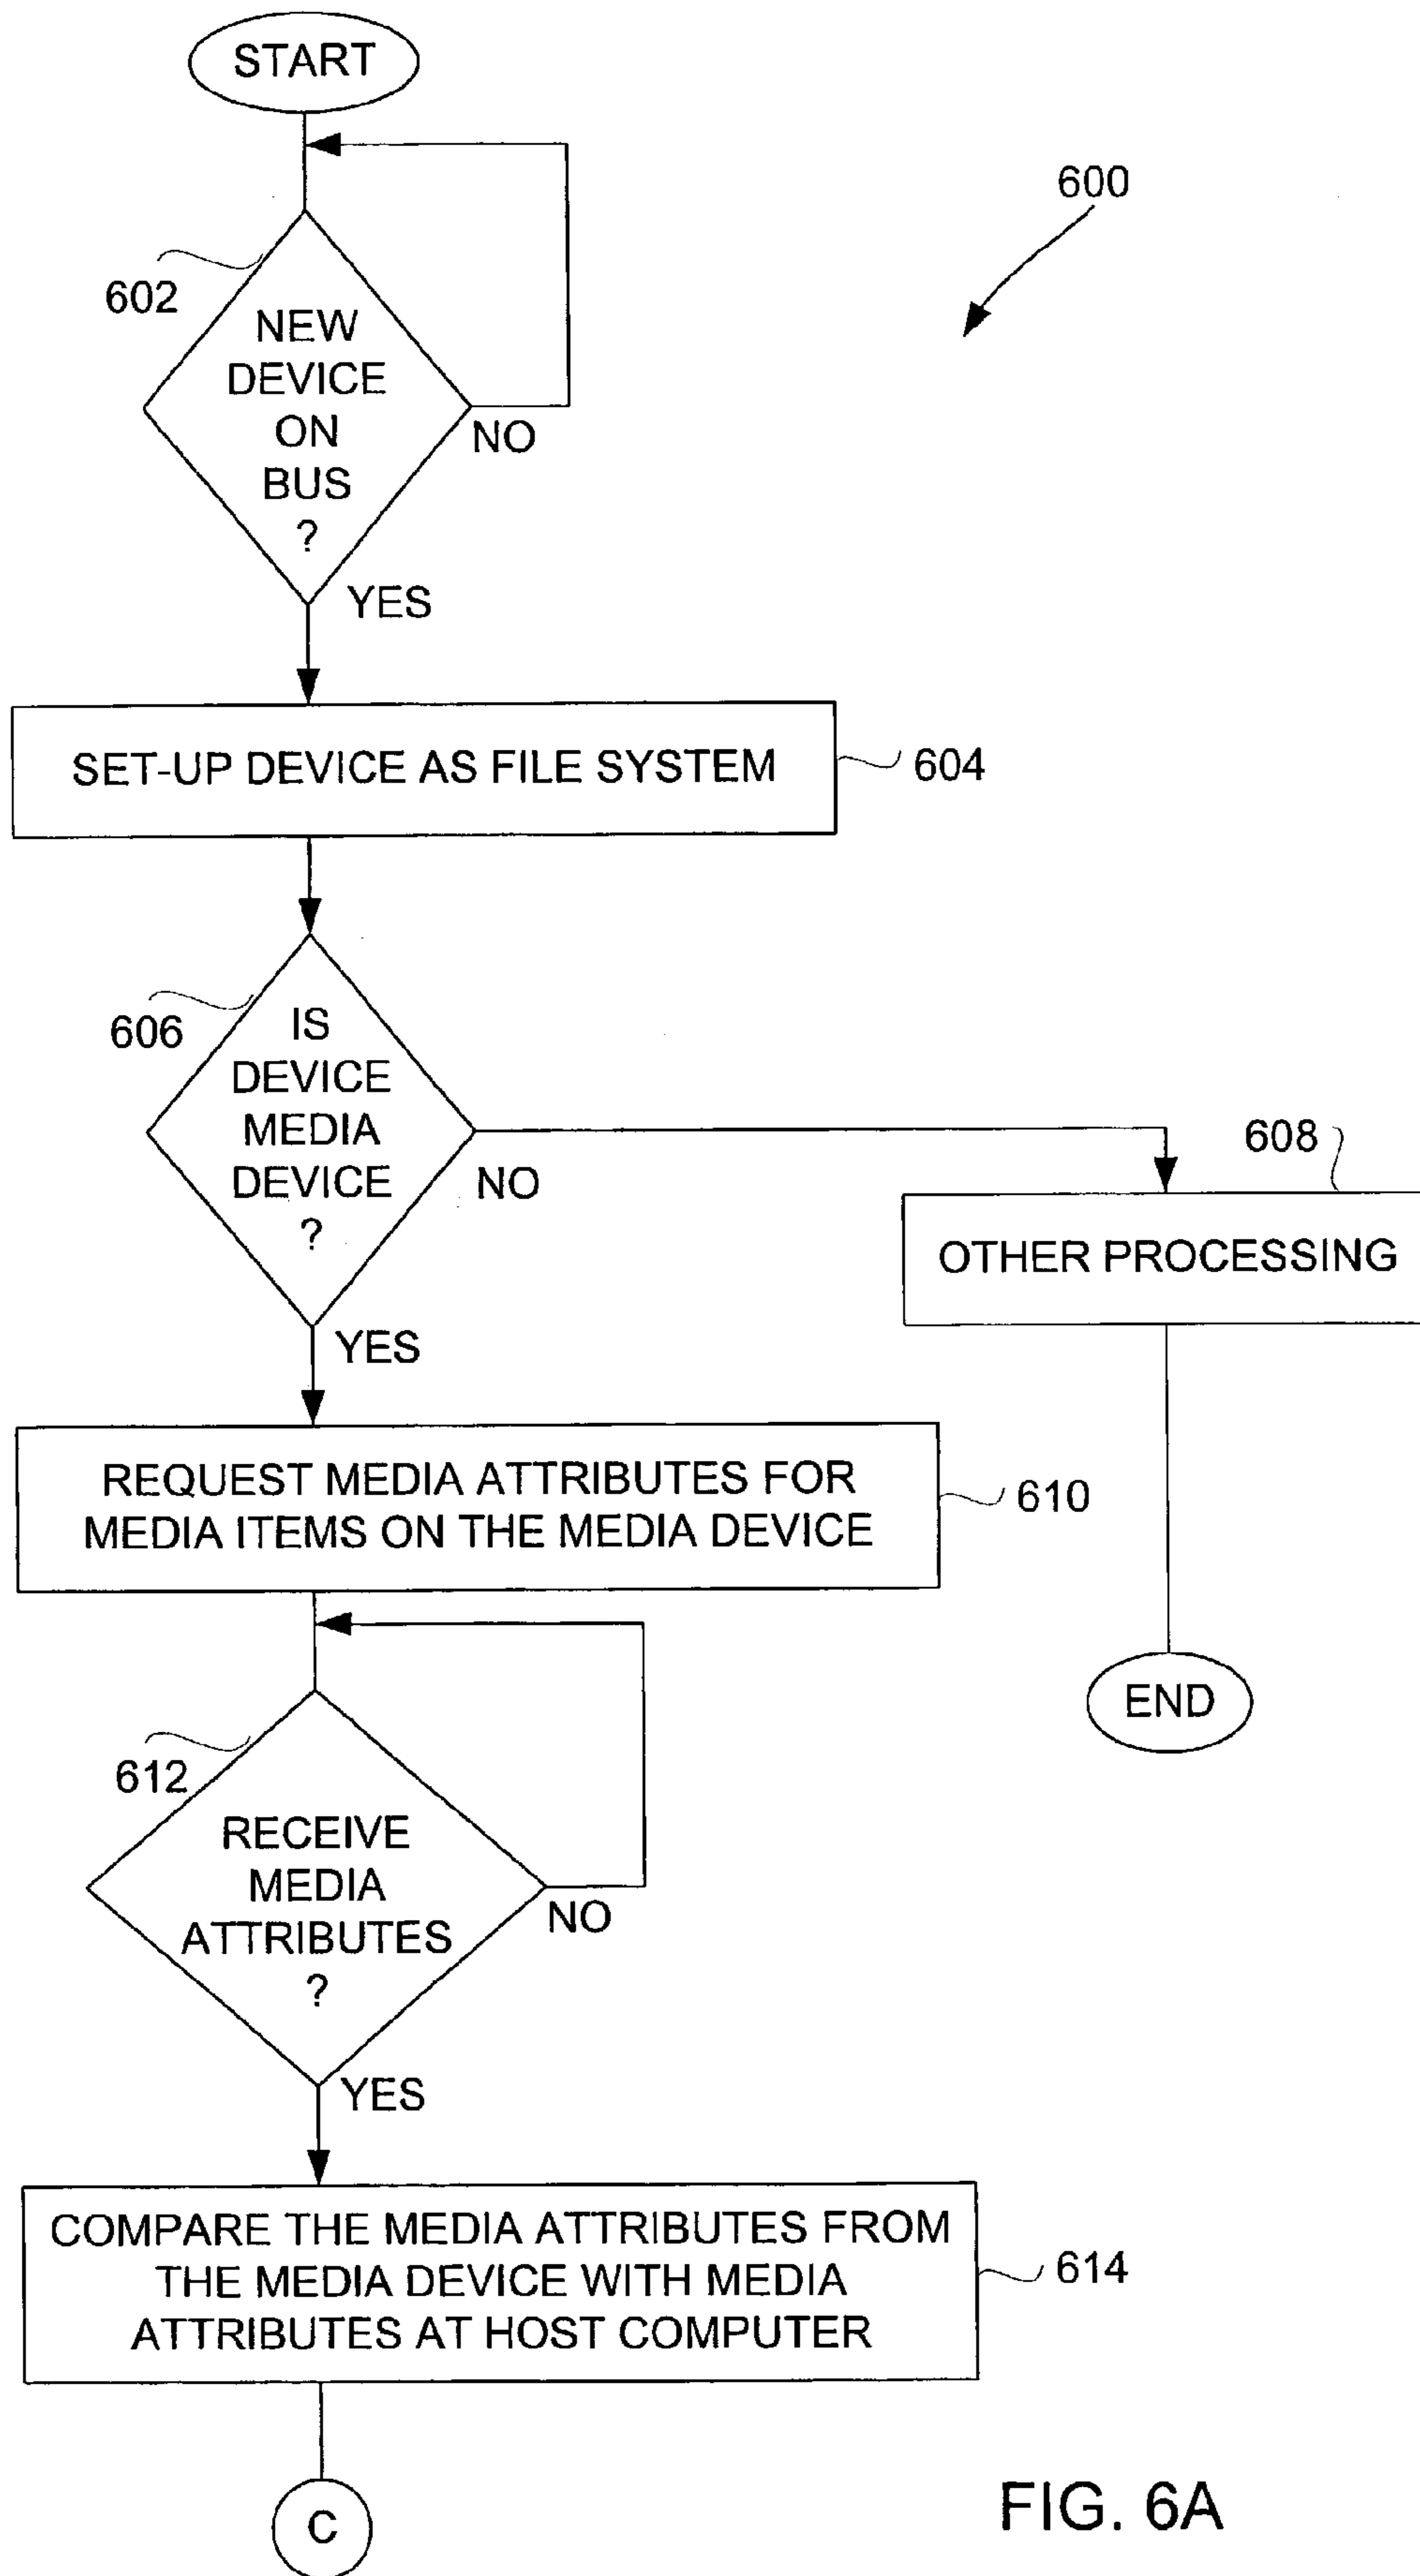 START
600
602
NEW
DEVICE
ON
BUS
?
NO
YES
SET-UP DEVICE AS FILE SYSTEM
604
606
IS
DEVICE
MEDIA
DEVICE
?
NO
YES
608
OTHER PROCESSING
REQUEST MEDIA ATTRIBUTES FOR
MEDIA ITEMS ON THE MEDIA DEVICE
610
END
612
RECEIVE
MEDIA
ATTRIBUTES
?
NO
YES
COMPARE THE MEDIA ATTRIBUTES FROM
THE MEDIA DEVICE WITH MEDIA
ATTRIBUTES AT HOST COMPUTER
614
C
FIG. 6A